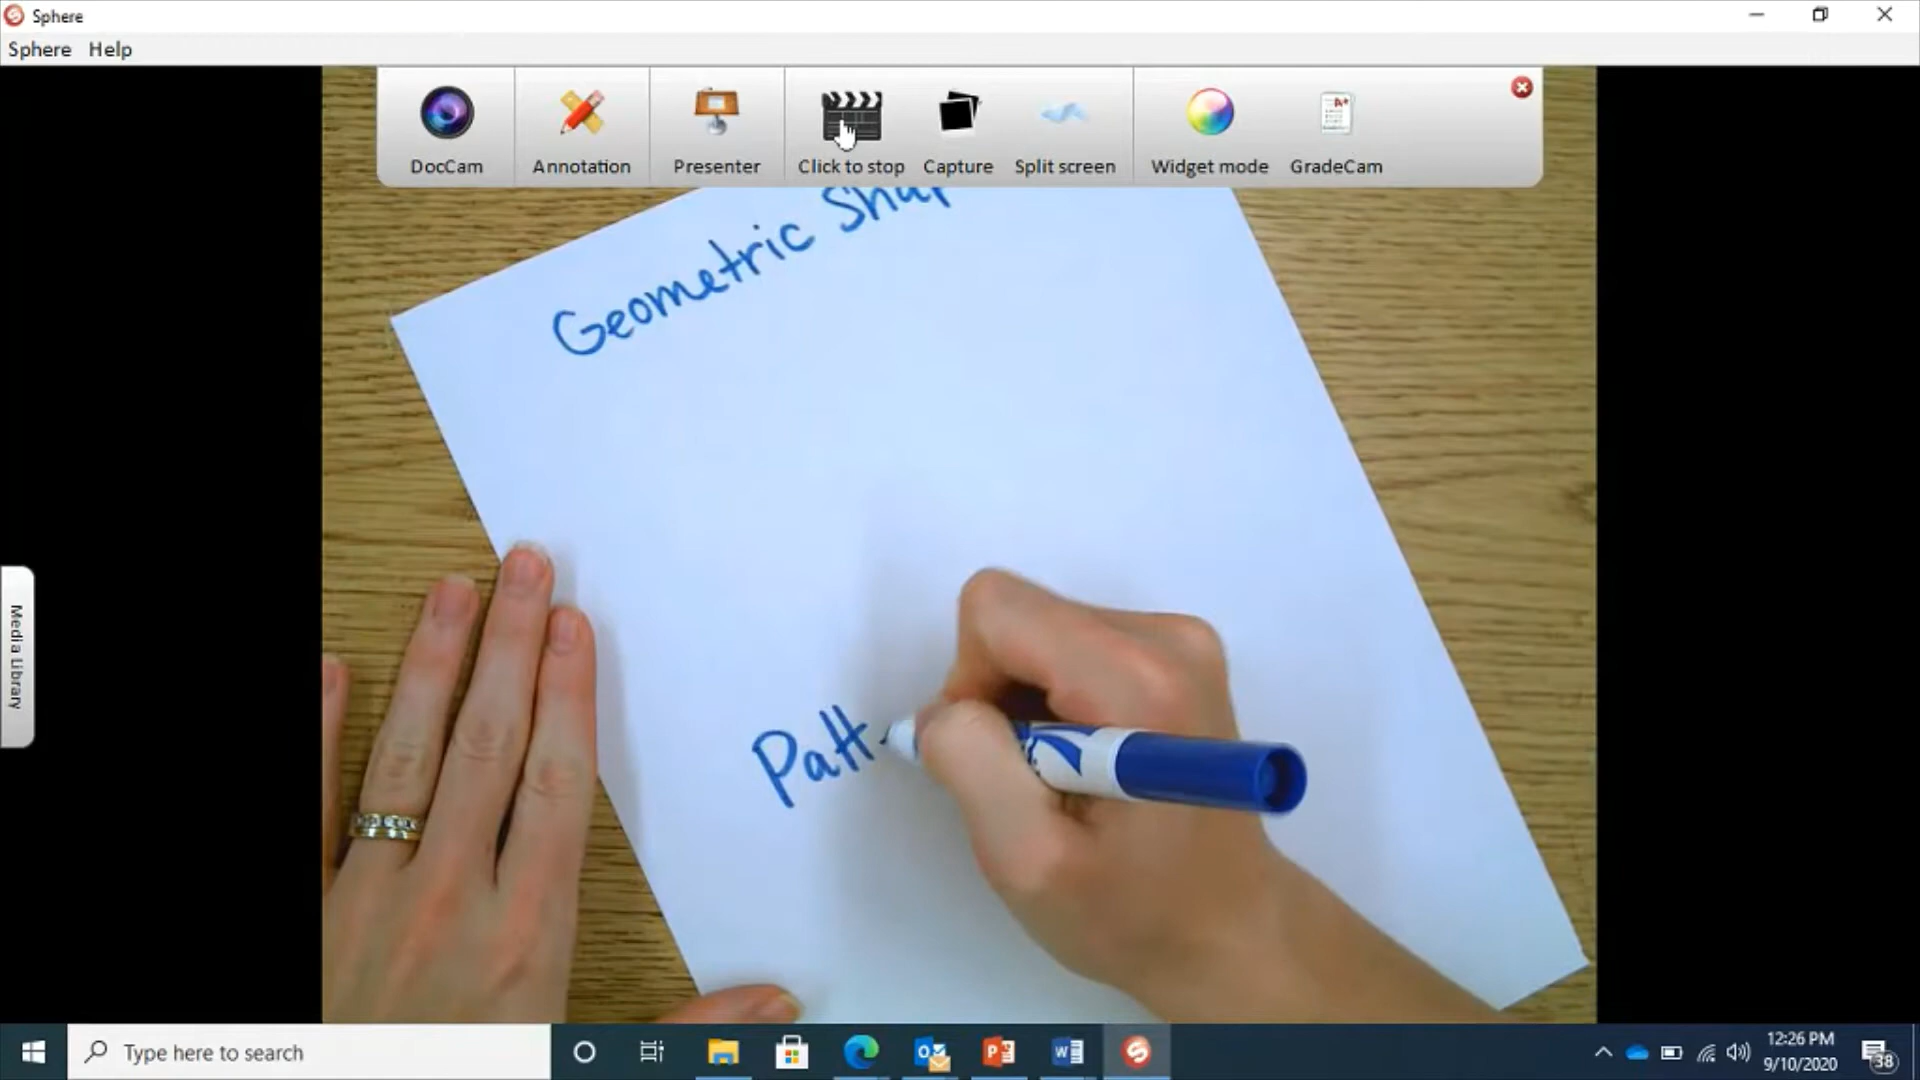 Sphere
Sphere Help
DocCam Annotation Presenter Click to stop Capture Split screen Widget mode GradeCam
A+
Geometric Shap
Patt
Media Library
Type here to search
12:26 PM
9/10/2020
38